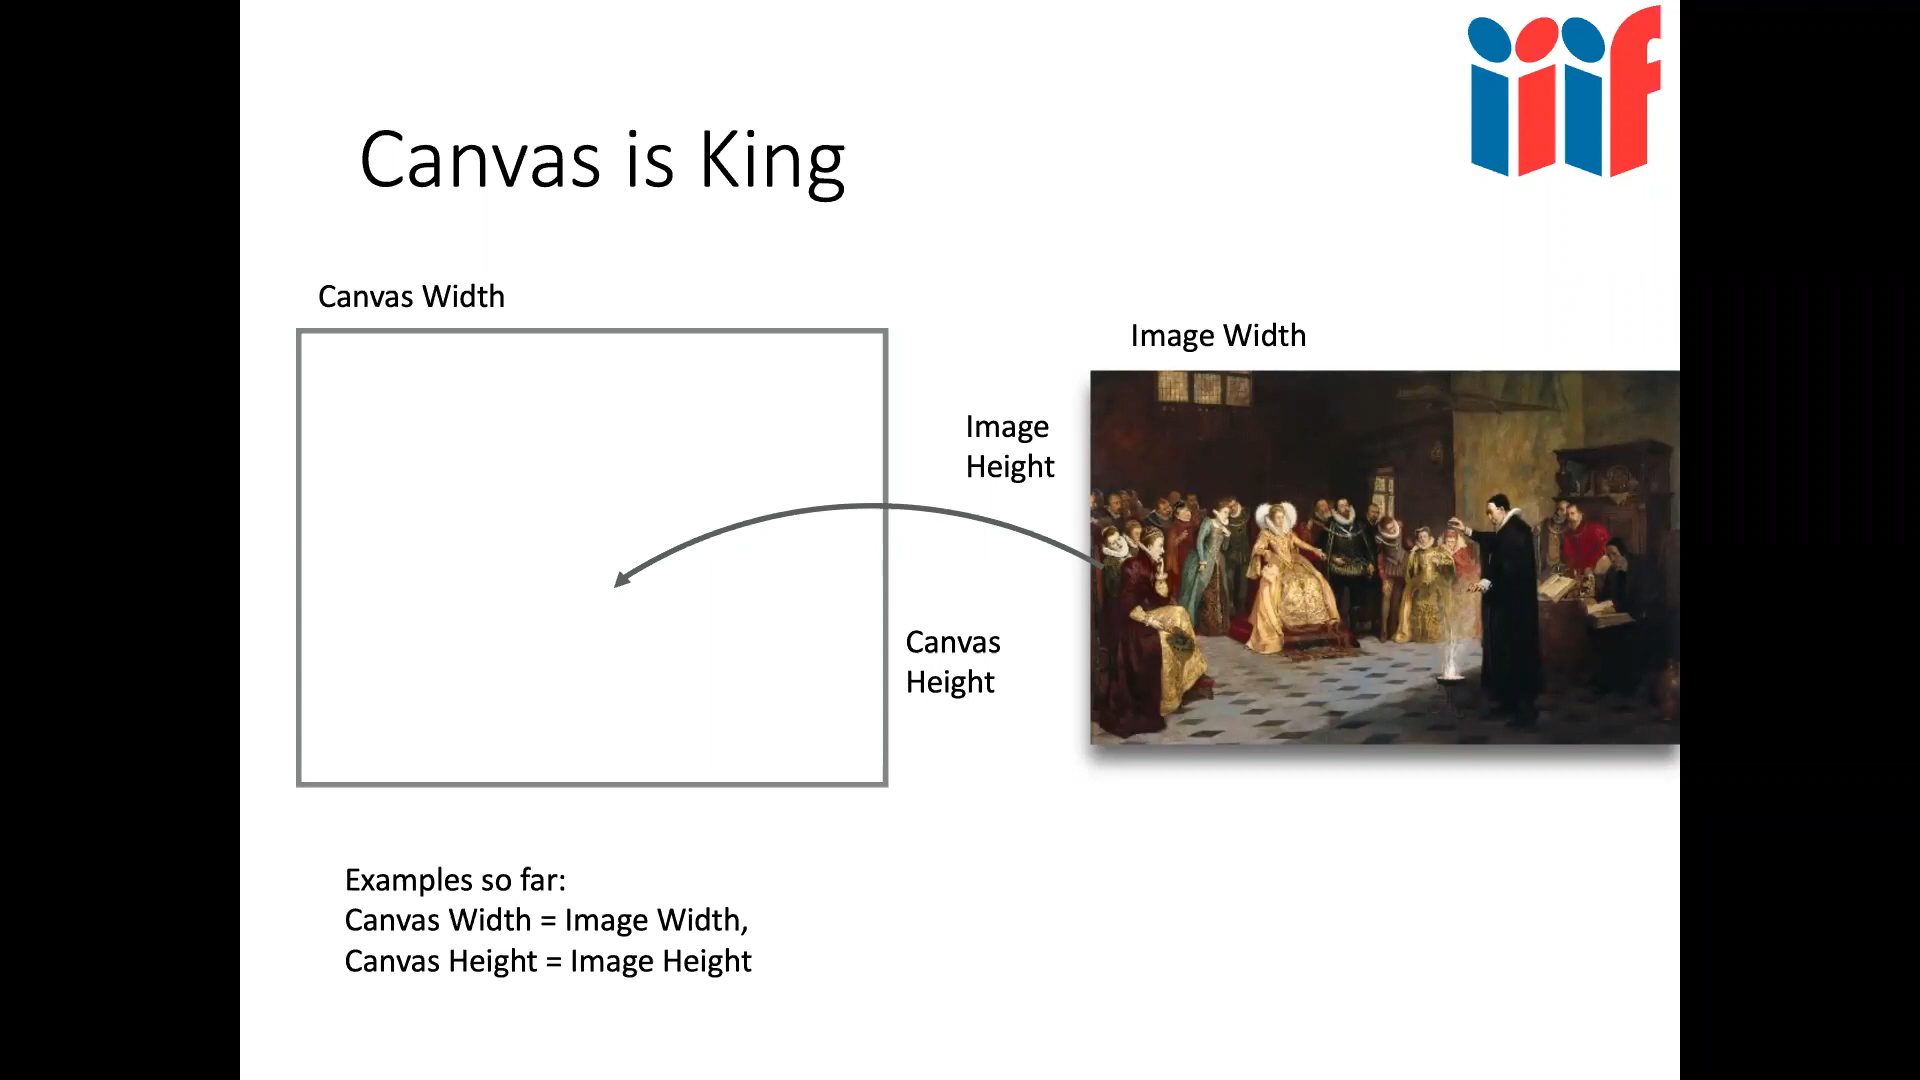 iiif
Canvas is King
Canvas Width
Image Width
Image
Height
Canvas
Height
Examples so far:
Canvas Width = Image Width,
Canvas Height = Image Height